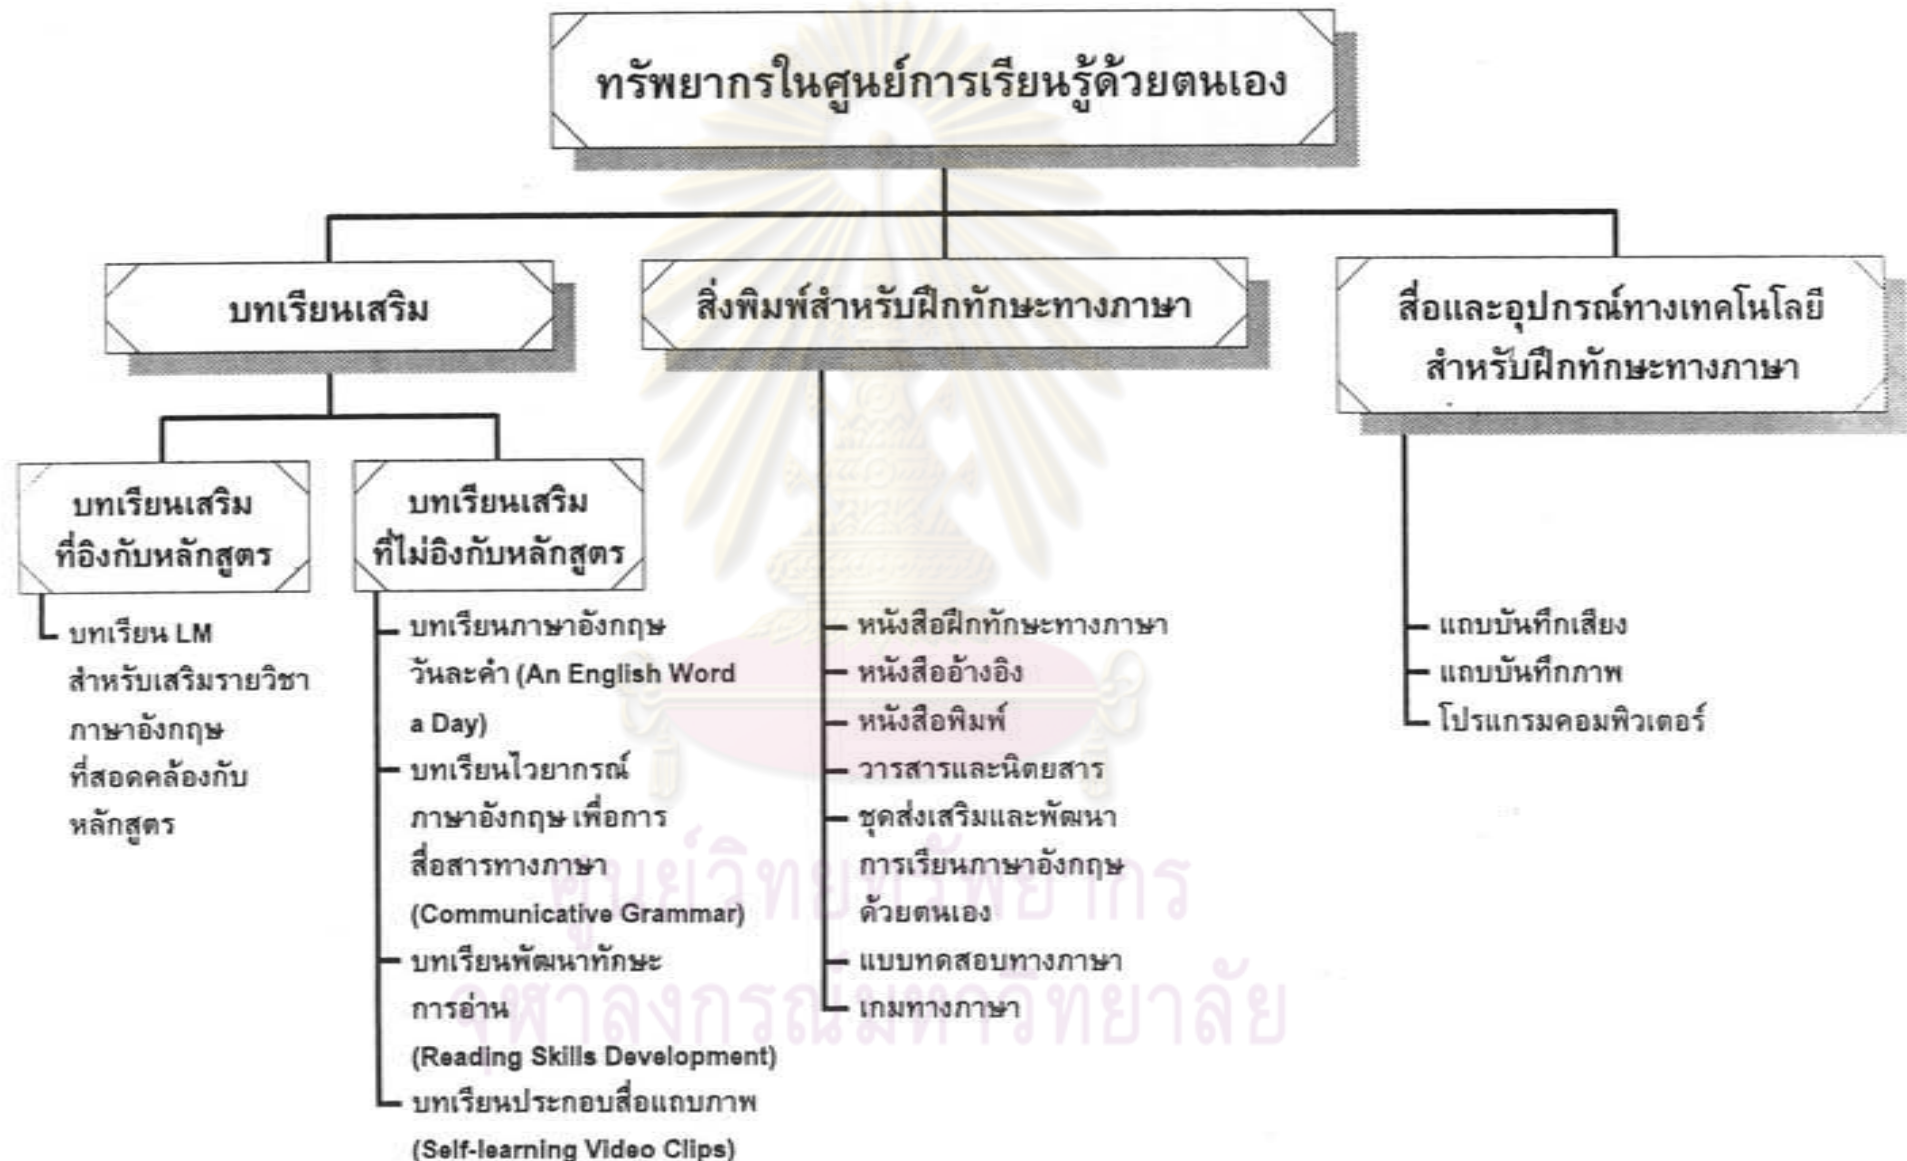 ทรัพยากรในศูนย์การเรียนรู้ด้วยตนเอง
บทเรียนเสริม
สิ่งพิมพ์สำหรับฝึกทักษะทางภาษา
สื่อและอุปกรณ์ทางเทคโนโลยี
สำหรับฝึกทักษะทางภาษา
บทเรียนเสริม
ที่อิงกับหลักสูตร
บทเรียนเสริม
ที่ไม่อิงกับหลักสูตร
บทเรียน LM
สำหรับเสริมรายวิชา
ภาษาอังกฤษ
ที่สอดคล้องกับ
หลักสูตร
บทเรียนภาษาอังกฤษ
วันละคำ (An English Word
a Day)
บทเรียนไวยากรณ์
ภาษาอังกฤษ เพื่อการ
สื่อสารทางภาษา
(Communicative Grammar)
บทเรียนพัฒนาทักษะ
การอ่าน
(Reading Skills Development)
บทเรียนประกอบสื่อแถบภาพ
(Self-learning Video Clips)
หนังสือฝึกทักษะทางภาษา
หนังสืออ้างอิง
หนังสือพิมพ์
วารสารและนิตยสาร
ชุดส่งเสริมและพัฒนา
การเรียนภาษาอังกฤษ
ด้วยตนเอง
แบบทดสอบทางภาษา
เกมทางภาษา
แถบบันทึกเสียง
แถบบันทึกภาพ
โปรแกรมคอมพิวเตอร์
ศูนย์วิทยทรัพยากร
จุฬาลงกรณ์มหาวิทยาลัย